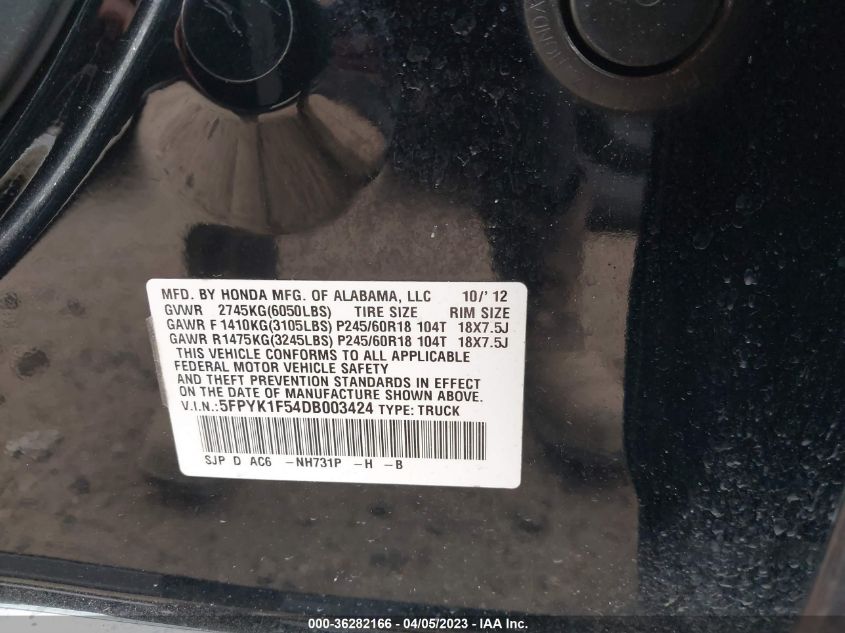 HONDA
MFD. BY HONDA MFG. OF ALABAMA, LLC 10/'12
GVWR 2745KG(6050LBS) TIRE SIZE RIM SIZE
GAWR F 1410KG(3105LBS) P245/60R18 104T 18X7.5J
GAWR R1475KG(3245LBS) P245/60R18 104T 18X7.5J
THIS VEHICLE CONFORMS TO ALL APPLICABLE
FEDERAL MOTOR VEHICLE SAFETY
AND THEFT PREVENTION STANDARDS IN EFFECT
ON THE DATE OF MANUFACTURE SHOWN ABOVE.
V.I.N.:5FPYK1F54DB003424 TYPE: TRUCK
SJP D AC6 -NH731P -H -B
000-36282166 - 04/05/2023 - IAA Inc.